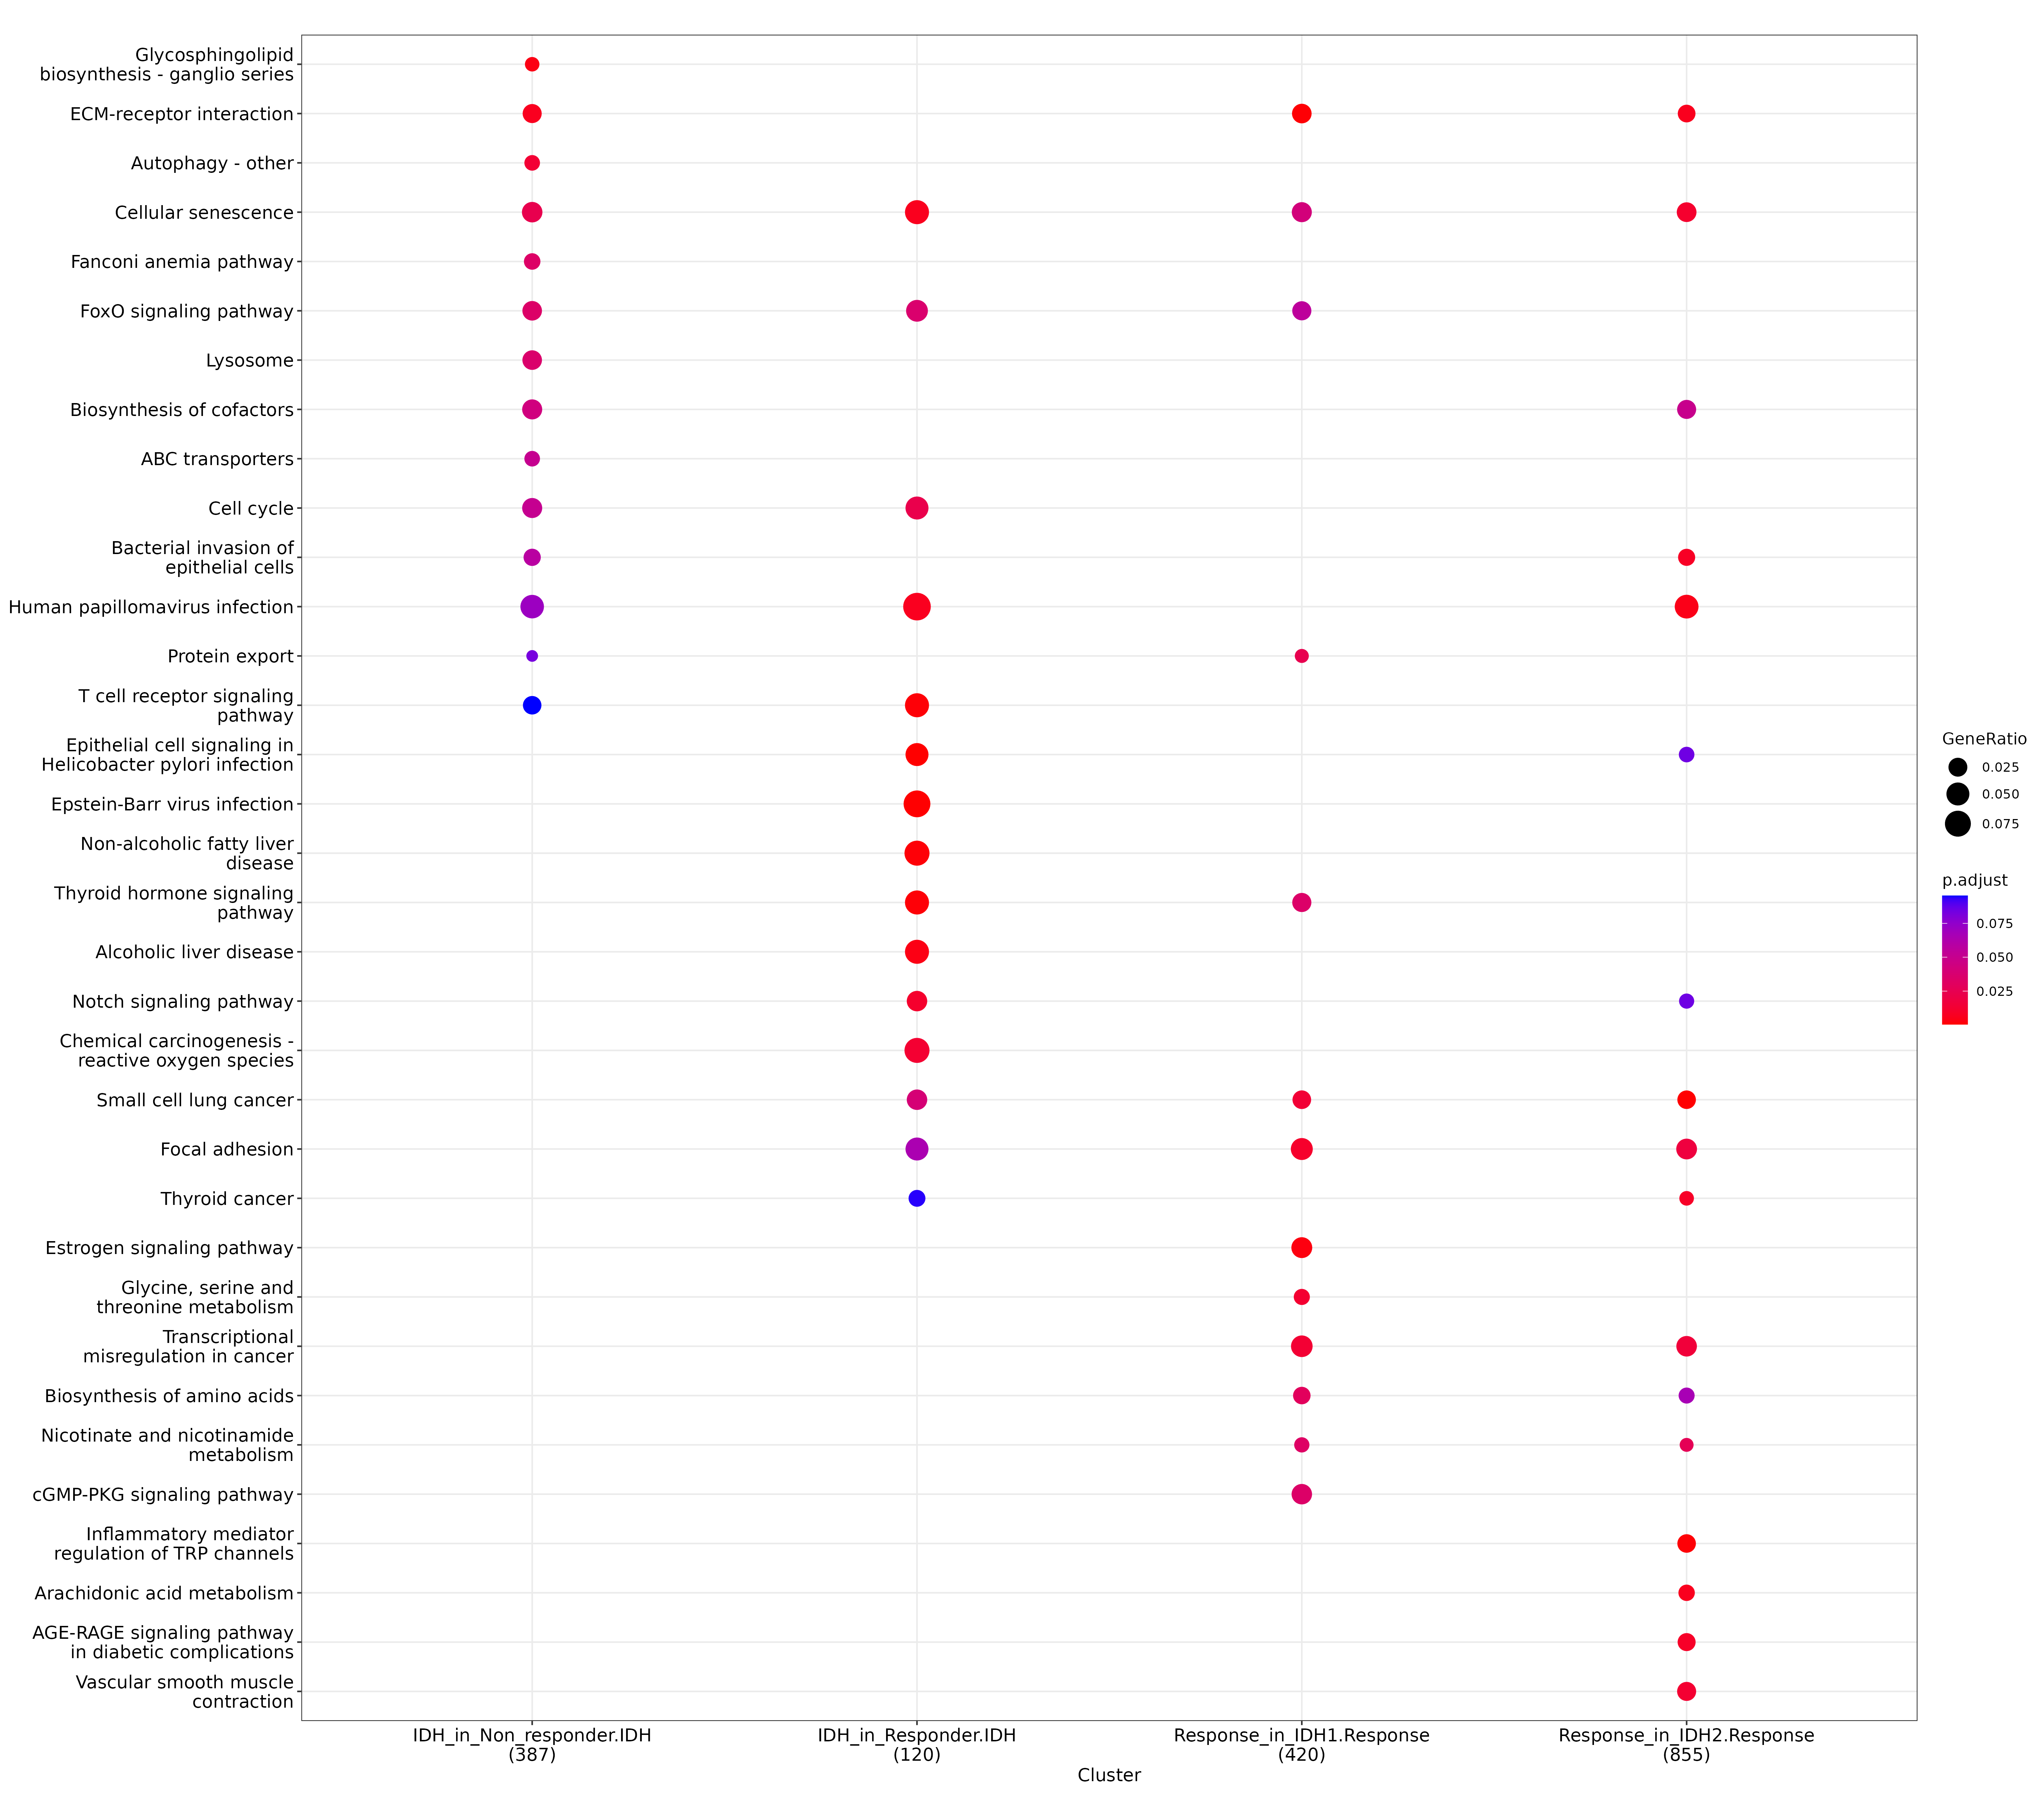 Glycosphingolipid
biosynthesis - ganglio series
ECM-receptor interaction
Autophagy - other
Cellular senescence
Fanconi anemia pathway
FoxO signaling pathway
Lysosome
Biosynthesis of cofactors
ABC transporters
Cell cycle
Bacterial invasion of
epithelial cells
Human papillomavirus infection
Protein export
T cell receptor signaling
pathway
Epithelial cell signaling in
Helicobacter pylori infection
Epstein-Barr virus infection
Non-alcoholic fatty liver
disease
Thyroid hormone signaling
pathway
Alcoholic liver disease
Notch signaling pathway
Chemical carcinogenesis -
reactive oxygen species
Small cell lung cancer
Focal adhesion
Thyroid cancer
Estrogen signaling pathway
Glycine, serine and
threonine metabolism
Transcriptional
misregulation in cancer
Biosynthesis of amino acids
Nicotinate and nicotinamide
metabolism
cGMP-PKG signaling pathway
Inflammatory mediator
regulation of TRP channels
Arachidonic acid metabolism
AGE-RAGE signaling pathway
in diabetic complications
Vascular smooth muscle
contraction
IDH_in_Non_responder.IDH
(387)
IDH_in_Responder.IDH
(120)
Response_in_IDH1.Response
(420)
Response_in_IDH2.Response
(855)
Cluster
GeneRatio
0.025
0.050
0.075
p.adjust
0.075
0.050
0.025